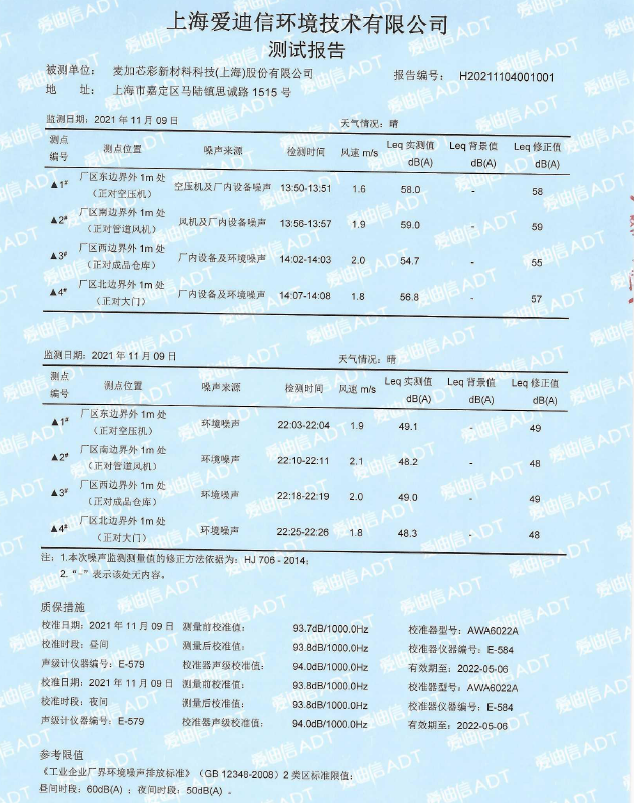 上海爱迪信环境技术有限公司
测试报告
被测单位： 麦加芯彩新材料科技(上海)股份有限公司 报告编号： H20211104001001
地 址： 上海市嘉定区马陆镇思诚路 1515 号
监测日期：2021 年 11 月 09 日 天气情况：晴
测点编号 测点位置 噪声来源 检测时间 风速 m/s Leq 实测值 dB(A) Leq 背景值 dB(A) Leq 修正值 dB(A)
▲1# 厂区东边界外 1m 处（正对空压机） 空压机及厂内设备噪声 13:50-13:51 1.6 58.0 - 58
▲2# 厂区南边界外 1m 处（正对管道风机） 风机及厂内设备噪声 13:56-13:57 1.9 59.0 - 59
▲3# 厂区西边界外 1m 处（正对成品仓库） 厂内设备及环境噪声 14:02-14:03 2.0 54.7 - 55
▲4# 厂区北边界外 1m 处（正对大门） 厂内设备及环境噪声 14:07-14:08 1.8 56.8 - 57
监测日期：2021 年 11 月 09 日 天气情况：晴
测点编号 测点位置 噪声来源 检测时间 风速 m/s Leq 实测值 dB(A) Leq 背景值 dB(A) Leq 修正值 dB(A)
▲1# 厂区东边界外 1m 处（正对空压机） 环境噪声 22:03-22:04 1.9 49.1 - 49
▲2# 厂区南边界外 1m 处（正对管道风机） 环境噪声 22:10-22:11 2.1 48.2 - 48
▲3# 厂区西边界外 1m 处（正对成品仓库） 环境噪声 22:18-22:19 2.0 49.0 - 49
▲4# 厂区北边界外 1m 处（正对大门） 环境噪声 22:25-22:26 1.8 48.3 - 48
注：1.本次噪声监测测量值的修正方法依据为：HJ 706 - 2014；
2.“-”表示该处无内容。
质保措施
校准日期：2021 年 11 月 09 日 测量前校准值： 93.7dB/1000.0Hz 校准器型号：AWA6022A
校准时段：昼间 测量后校准值： 93.8dB/1000.0Hz 校准器仪器编号：IE-584
声级计仪器编号：E-579 校准器声级校准值： 94.0dB/1000.0Hz 有效期至：2022-05-06
校准日期：2021 年 11 月 09 日 测量前校准值： 93.8dB/1000.0Hz 校准器型号：AWA6022A
校准时段：夜间 测量后校准值： 93.8dB/1000.0Hz 校准器仪器编号：IE-584
声级计仪器编号：E-579 校准器声级校准值： 94.0dB/1000.0Hz 有效期至：2022-05-06
参考限值
《工业企业厂界环境噪声排放标准》（GB 12348-2008）2 类区标准限值：
昼间时段：60dB(A)；夜间时段：50dB(A) 。
爱迪信ADT